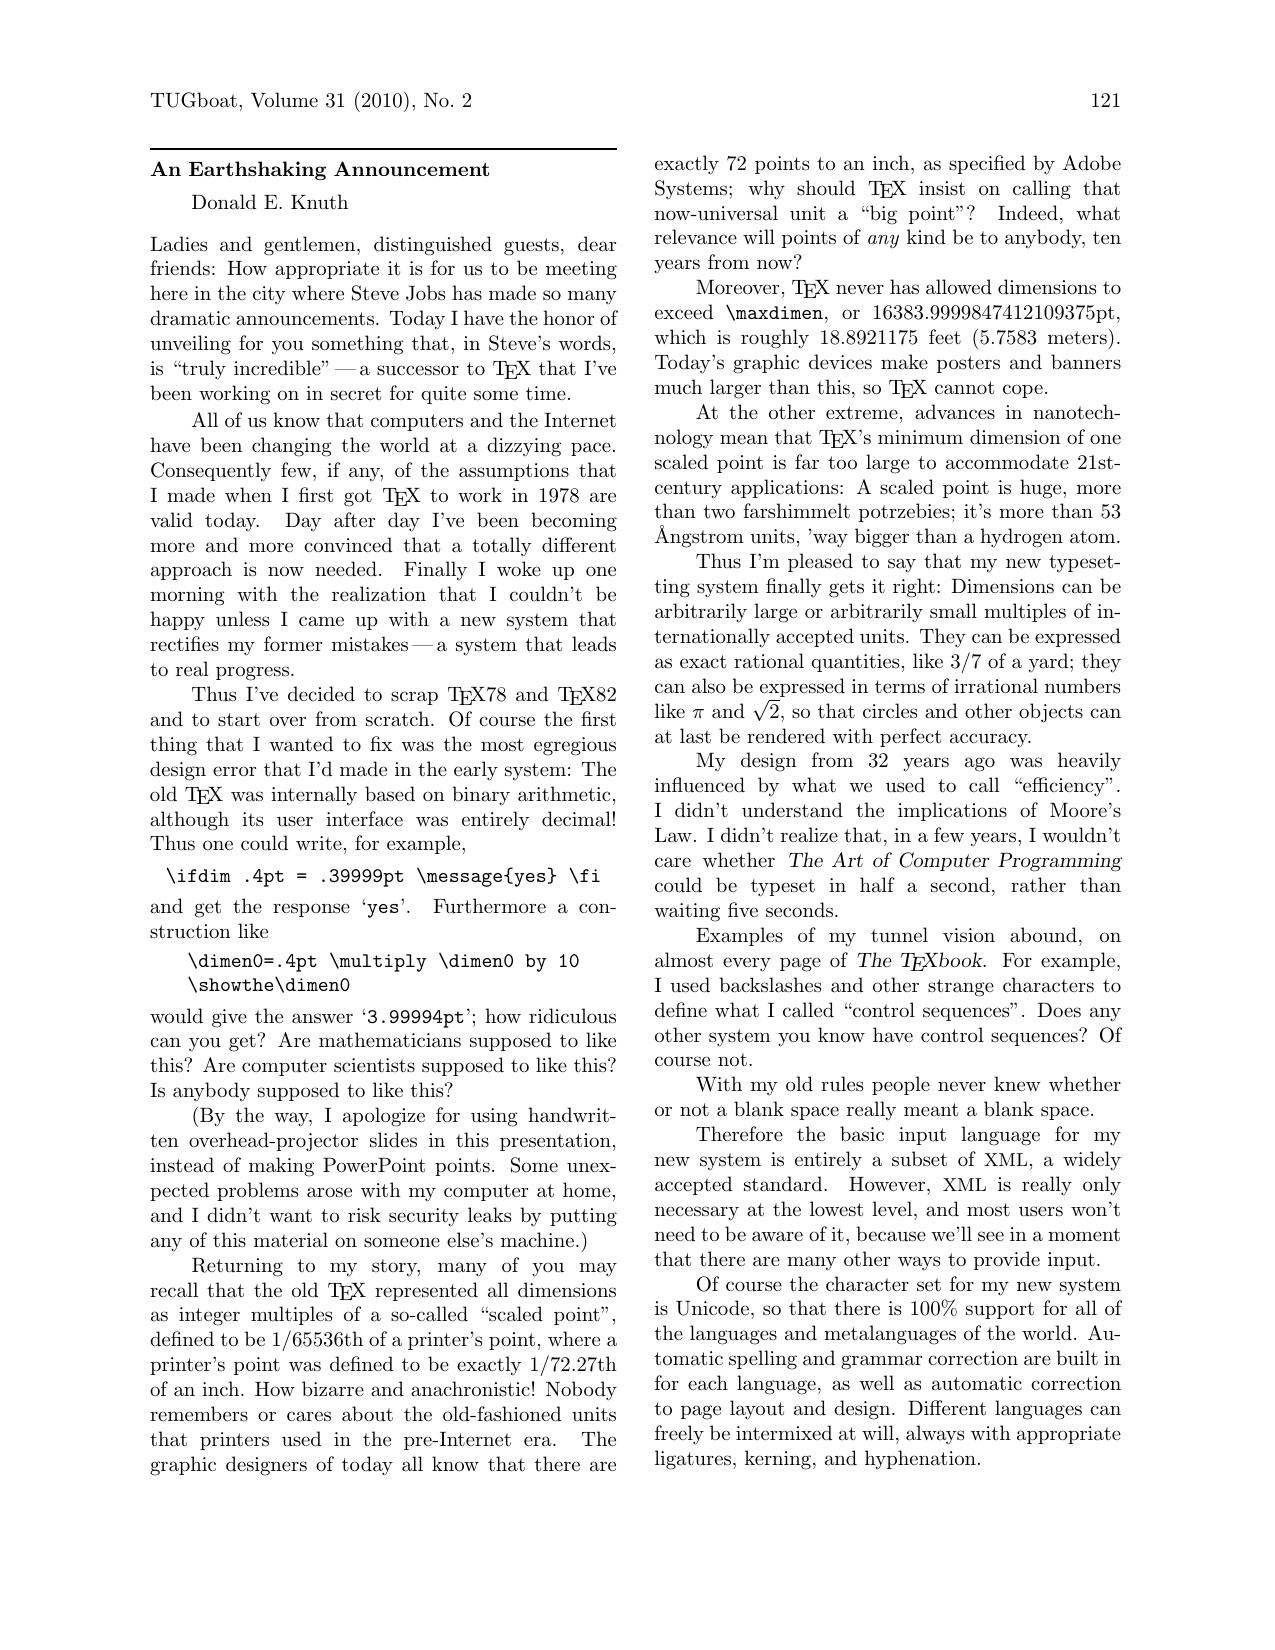 TUGboat, Volume 31 (2010), No. 2
121
An Earthshaking Announcement
Donald E. Knuth
Ladies and gentlemen, distinguished guests, dear
friends: How appropriate it is for us to be meeting
here in the city where Steve Jobs has made so many
dramatic announcements. Today I have the honor of
unveiling for you something that, in Steve's words,
is “truly incredible” — a successor to TEX that I've
been working on in secret for quite some time.
All of us know that computers and the Internet
have been changing the world at a dizzying pace.
Consequently few, if any, of the assumptions that
I made when I first got TEX to work in 1978 are
valid today. Day after day I've been becoming
more and more convinced that a totally different
approach is now needed. Finally I woke up one
morning with the realization that I couldn't be
happy unless I came up with a new system that
rectifies my former mistakes — a system that leads
to real progress.
Thus I've decided to scrap TEX78 and TEX82
and to start over from scratch. Of course the first
thing that I wanted to fix was the most egregious
design error that I'd made in the early system: The
old TEX was internally based on binary arithmetic,
although its user interface was entirely decimal!
Thus one could write, for example,
\ifdim .4pt = .39999pt \message{yes} \fi
and get the response ‘yes’. Furthermore a con-
struction like
\dimen0=.4pt \multiply \dimen0 by 10
\showthe\dimen0
would give the answer ‘3.99994pt’; how ridiculous
can you get? Are mathematicians supposed to like
this? Are computer scientists supposed to like this?
Is anybody supposed to like this?
(By the way, I apologize for using handwrit-
ten overhead-projector slides in this presentation,
instead of making PowerPoint points. Some unex-
pected problems arose with my computer at home,
and I didn't want to risk security leaks by putting
any of this material on someone else's machine.)
Returning to my story, many of you may
recall that the old TEX represented all dimensions
as integer multiples of a so-called “scaled point”,
defined to be 1/65536th of a printer's point, where a
printer's point was defined to be exactly 1/72.27th
of an inch. How bizarre and anachronistic! Nobody
remembers or cares about the old-fashioned units
that printers used in the pre-Internet era. The
graphic designers of today all know that there are
exactly 72 points to an inch, as specified by Adobe
Systems; why should TEX insist on calling that
now-universal unit a “big point”? Indeed, what
relevance will points of any kind be to anybody, ten
years from now?
Moreover, TEX never has allowed dimensions to
exceed \maxdimen, or 16383.9999847412109375pt,
which is roughly 18.8921175 feet (5.7583 meters).
Today's graphic devices make posters and banners
much larger than this, so TEX cannot cope.
At the other extreme, advances in nanotech-
nology mean that TEX's minimum dimension of one
scaled point is far too large to accommodate 21st-
century applications: A scaled point is huge, more
than two farshimmelt potrzebies; it's more than 53
Ångstrom units, 'way bigger than a hydrogen atom.
Thus I'm pleased to say that my new typeset-
ting system finally gets it right: Dimensions can be
arbitrarily large or arbitrarily small multiples of in-
ternationally accepted units. They can be expressed
as exact rational quantities, like 3/7 of a yard; they
can also be expressed in terms of irrational numbers
like π and √2, so that circles and other objects can
at last be rendered with perfect accuracy.
My design from 32 years ago was heavily
influenced by what we used to call “efficiency”.
I didn't understand the implications of Moore's
Law. I didn't realize that, in a few years, I wouldn't
care whether The Art of Computer Programming
could be typeset in half a second, rather than
waiting five seconds.
Examples of my tunnel vision abound, on
almost every page of The TEXbook. For example,
I used backslashes and other strange characters to
define what I called “control sequences”. Does any
other system you know have control sequences? Of
course not.
With my old rules people never knew whether
or not a blank space really meant a blank space.
Therefore the basic input language for my
new system is entirely a subset of XML, a widely
accepted standard. However, XML is really only
necessary at the lowest level, and most users won't
need to be aware of it, because we'll see in a moment
that there are many other ways to provide input.
Of course the character set for my new system
is Unicode, so that there is 100% support for all of
the languages and metalanguages of the world. Au-
tomatic spelling and grammar correction are built in
for each language, as well as automatic correction
to page layout and design. Different languages can
freely be intermixed at will, always with appropriate
ligatures, kerning, and hyphenation.